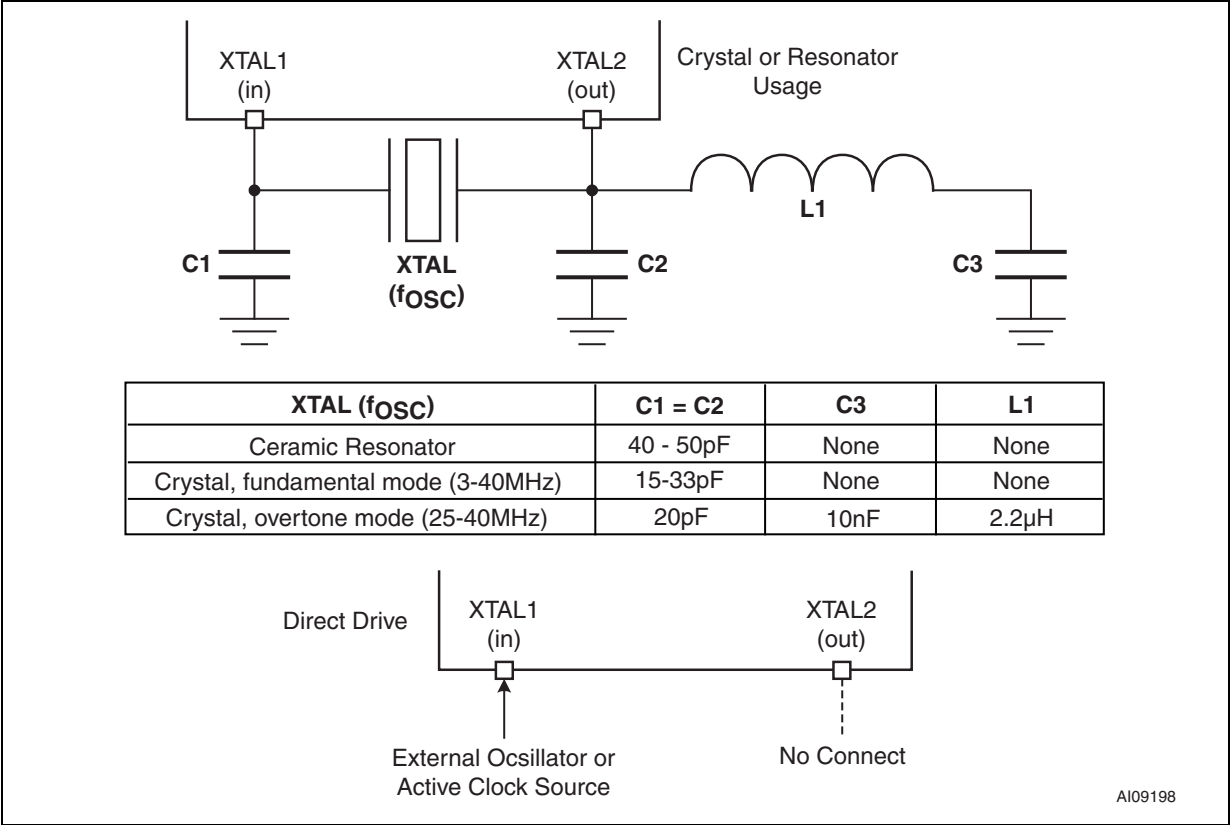 XTAL1
(in)
XTAL2
(out)
Crystal or Resonator
Usage
L1
C1
XTAL
(fOSC)
C2
C3
XTAL (fOSC) C1 = C2 C3 L1
Ceramic Resonator 40 - 50pF None None
Crystal, fundamental mode (3-40MHz) 15-33pF None None
Crystal, overtone mode (25-40MHz) 20pF 10nF 2.2µH
Direct Drive
XTAL1
(in)
XTAL2
(out)
External Ocsillator or
Active Clock Source
No Connect
AI09198